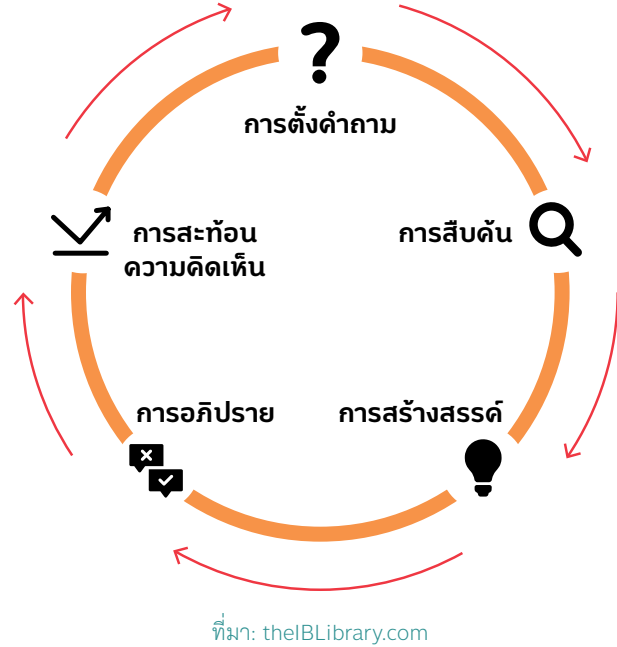 การตั้งคำถาม
การสืบค้น
การสร้างสรรค์
การอภิปราย
การสะท้อน
ความคิดเห็น
ที่มา: theIBLibrary.com